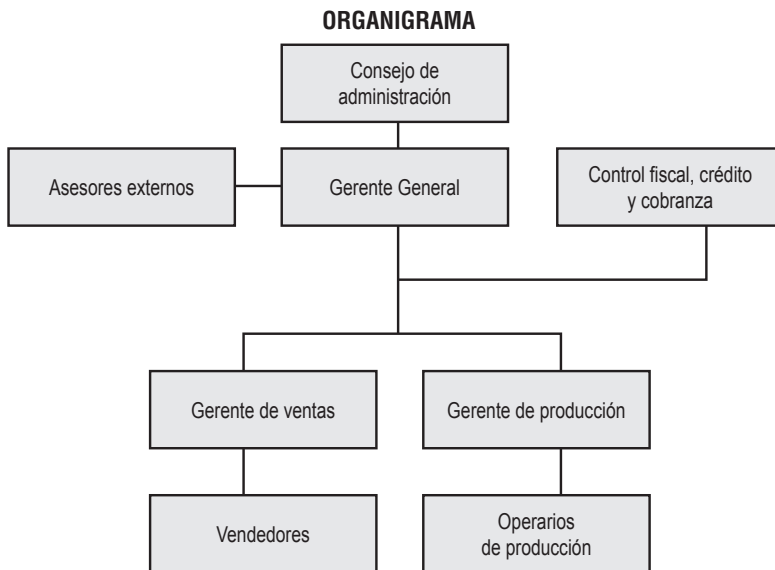 ORGANIGRAMA
Consejo de
administración
Asesores externos
Gerente General
Control fiscal, crédito
y cobranza
Gerente de ventas
Gerente de producción
Vendedores
Operarios
de producción